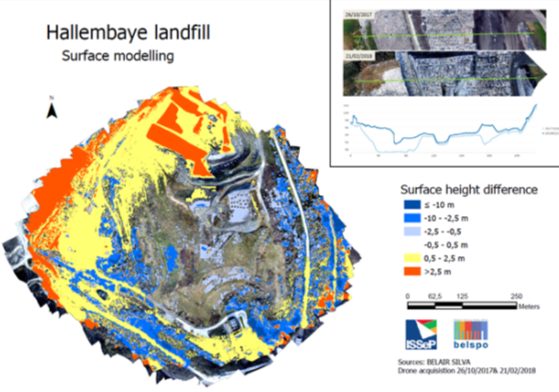 Hallembaye landfill
Surface modelling
N
26/10/2017
21/02/2018
Surface height difference
≤ -10 m
-10 - -2,5 m
-2,5 - -0,5
-0,5 - 0,5 m
0,5 - 2,5 m
>2,5 m
0 62,5 125 250
Meters
ISSeP
belspo
Sources: BELAIR SILVA
Drone acquisistion 26/10/2017& 21/02/2018